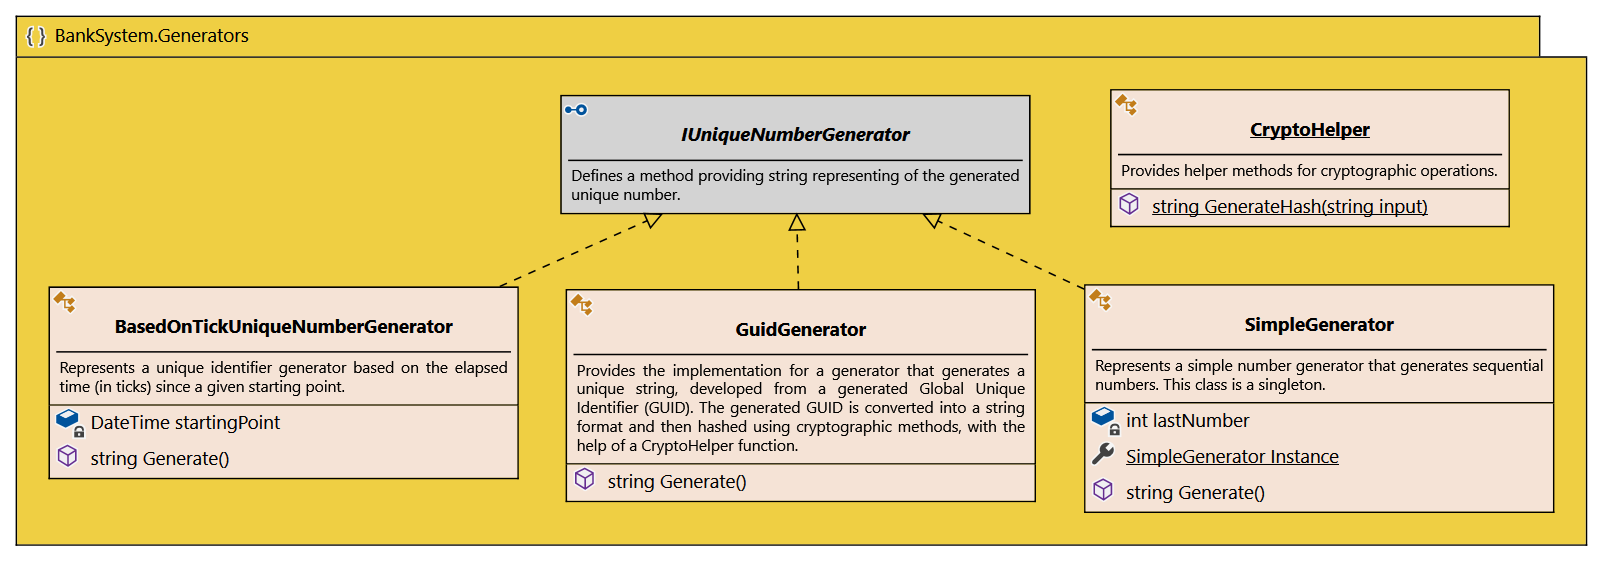 { } BankSystem.Generators
IUniqueNumberGenerator
Defines a method providing string representing of the generated
unique number.
CryptoHelper
Provides helper methods for cryptographic operations.
string GenerateHash(string input)
BasedOnTickUniqueNumberGenerator
Represents a unique identifier generator based on the elapsed
time (in ticks) since a given starting point.
DateTime startingPoint
string Generate()
GuidGenerator
Provides the implementation for a generator that generates a
unique string, developed from a generated Global Unique
Identifier (GUID). The generated GUID is converted into a string
format and then hashed using cryptographic methods, with the
help of a CryptoHelper function.
string Generate()
SimpleGenerator
Represents a simple number generator that generates sequential
numbers. This class is a singleton.
int lastNumber
SimpleGenerator Instance
string Generate()